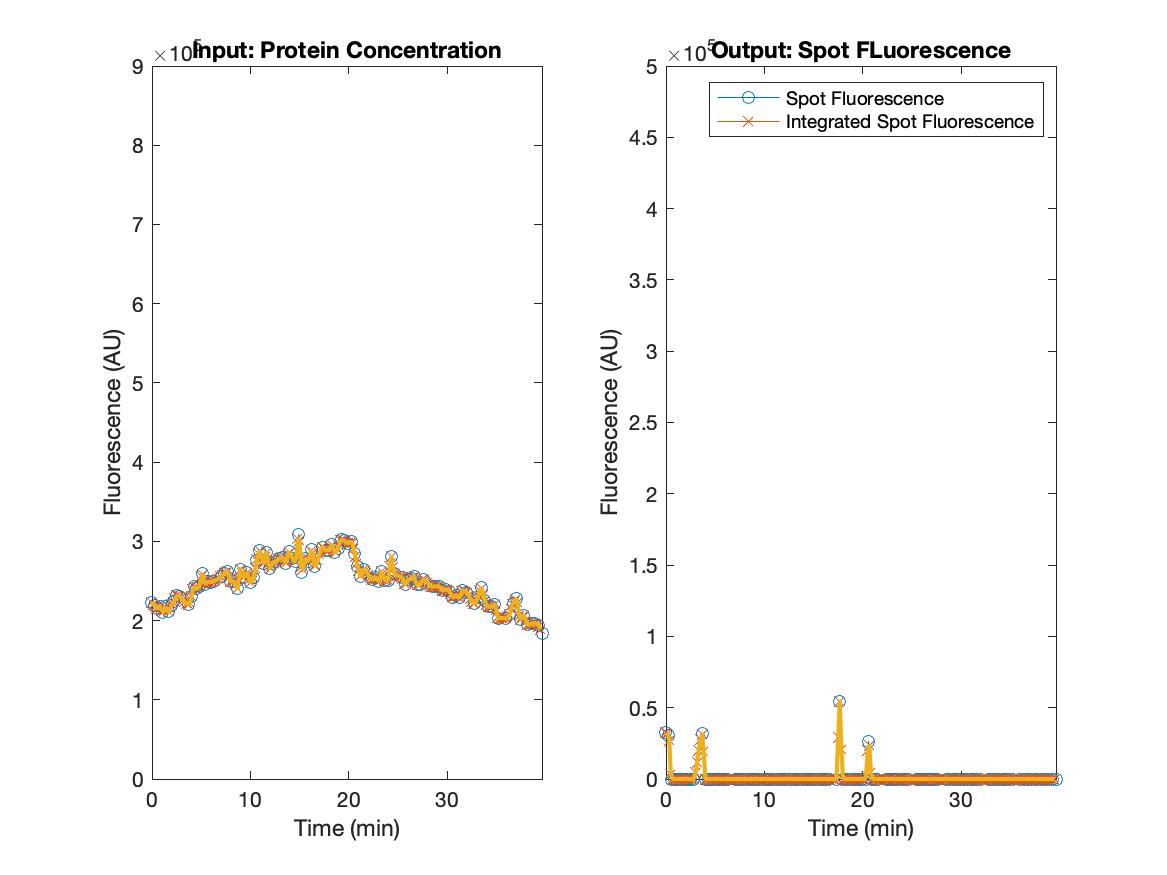 ×10⁵
Input: Protein Concentration
9
8
7
6
5
4
3
2
1
0
Fluorescence (AU)
0 10 20 30
Time (min)
×10⁵
Output: Spot FLuorescence
Spot Fluorescence
Integrated Spot Fluorescence
5
4.5
4
3.5
3
2.5
2
1.5
1
0.5
0
Fluorescence (AU)
0 10 20 30
Time (min)